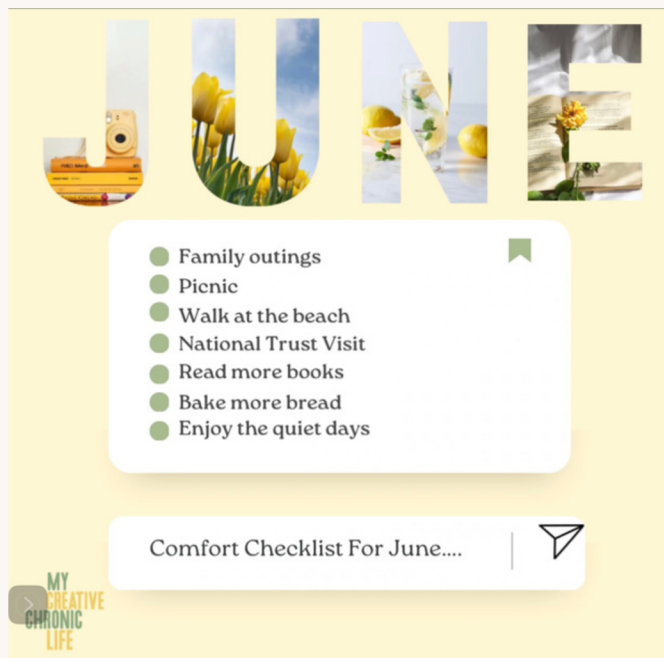 JUNE
Family outings
Picnic
Walk at the beach
National Trust Visit
Read more books
Bake more bread
Enjoy the quiet days
Comfort Checklist For June....
MY
CREATIVE
CHRONIC
LIFE